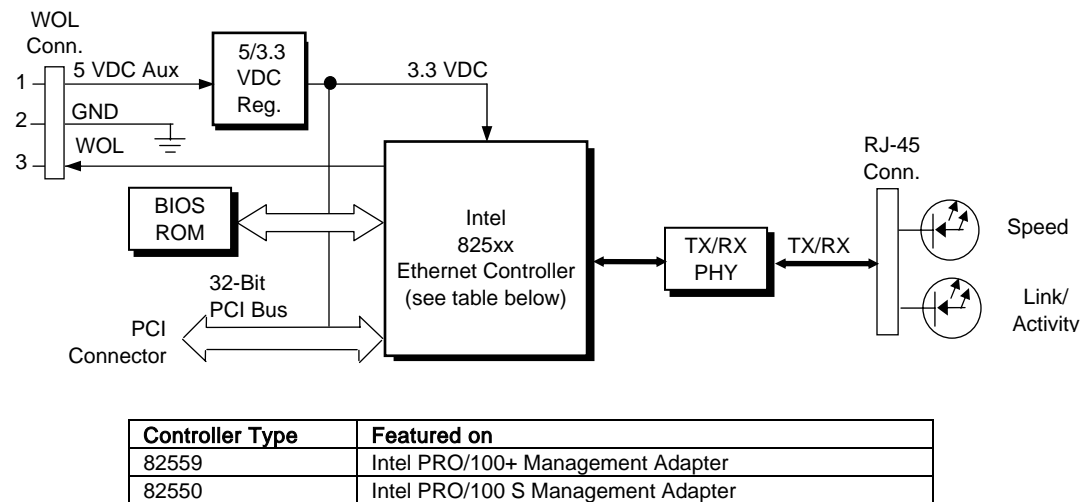 WOL
Conn.
1
5 VDC Aux
5/3.3
VDC
Reg.
3.3 VDC
2
GND
3
WOL
BIOS
ROM
Intel
825xx
Ethernet Controller
(see table below)
TX/RX
PHY
TX/RX
RJ-45
Conn.
Speed
Link/
Activity
32-Bit
PCI Bus
PCI
Connector
Controller Type Featured on
82559 Intel PRO/100+ Management Adapter
82550 Intel PRO/100 S Management Adapter